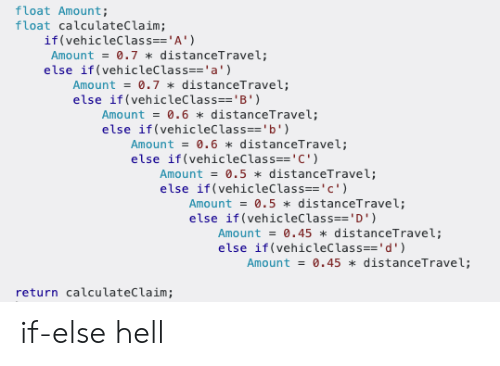 float Amount;
float calculateClaim;
if(vehicleClass=='A')
Amount = 0.7 * distanceTravel;
else if(vehicleClass=='a')
Amount = 0.7 * distanceTravel;
else if(vehicleClass=='B')
Amount = 0.6 * distanceTravel;
else if(vehicleClass=='b')
Amount = 0.6 * distanceTravel;
else if(vehicleClass=='C')
Amount = 0.5 * distanceTravel;
else if(vehicleClass=='c')
Amount = 0.5 * distanceTravel;
else if(vehicleClass=='D')
Amount = 0.45 * distanceTravel;
else if(vehicleClass=='d')
Amount = 0.45 * distanceTravel;
return calculateClaim;
if-else hell